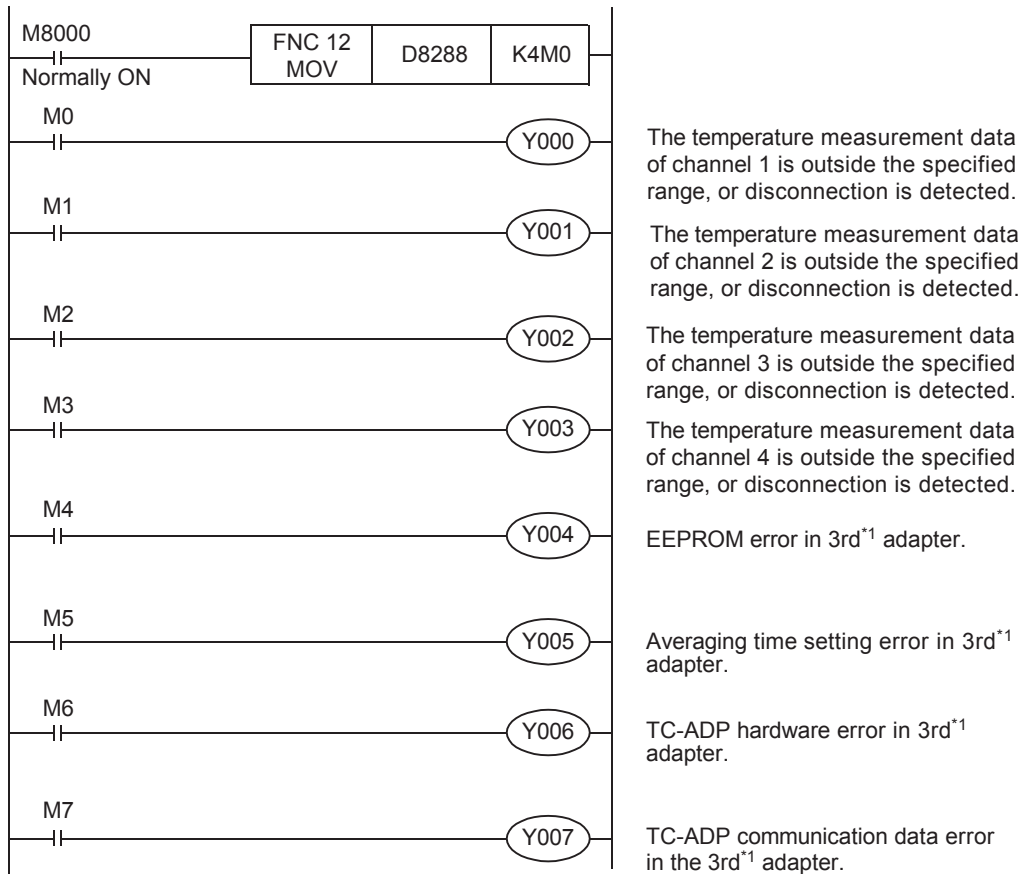 M8000
FNC 12
MOV
D8288
K4M0
Normally ON
M0
Y000
The temperature measurement data
of channel 1 is outside the specified
range, or disconnection is detected.
M1
Y001
The temperature measurement data
of channel 2 is outside the specified
range, or disconnection is detected.
M2
Y002
The temperature measurement data
of channel 3 is outside the specified
range, or disconnection is detected.
M3
Y003
The temperature measurement data
of channel 4 is outside the specified
range, or disconnection is detected.
M4
Y004
EEPROM error in 3rd*1 adapter.
M5
Y005
Averaging time setting error in 3rd*1
adapter.
M6
Y006
TC-ADP hardware error in 3rd*1
adapter.
M7
Y007
TC-ADP communication data error
in the 3rd*1 adapter.